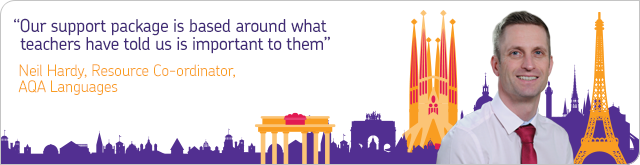 “Our support package is based around what
teachers have told us is important to them”
Neil Hardy, Resource Co-ordinator,
AQA Languages